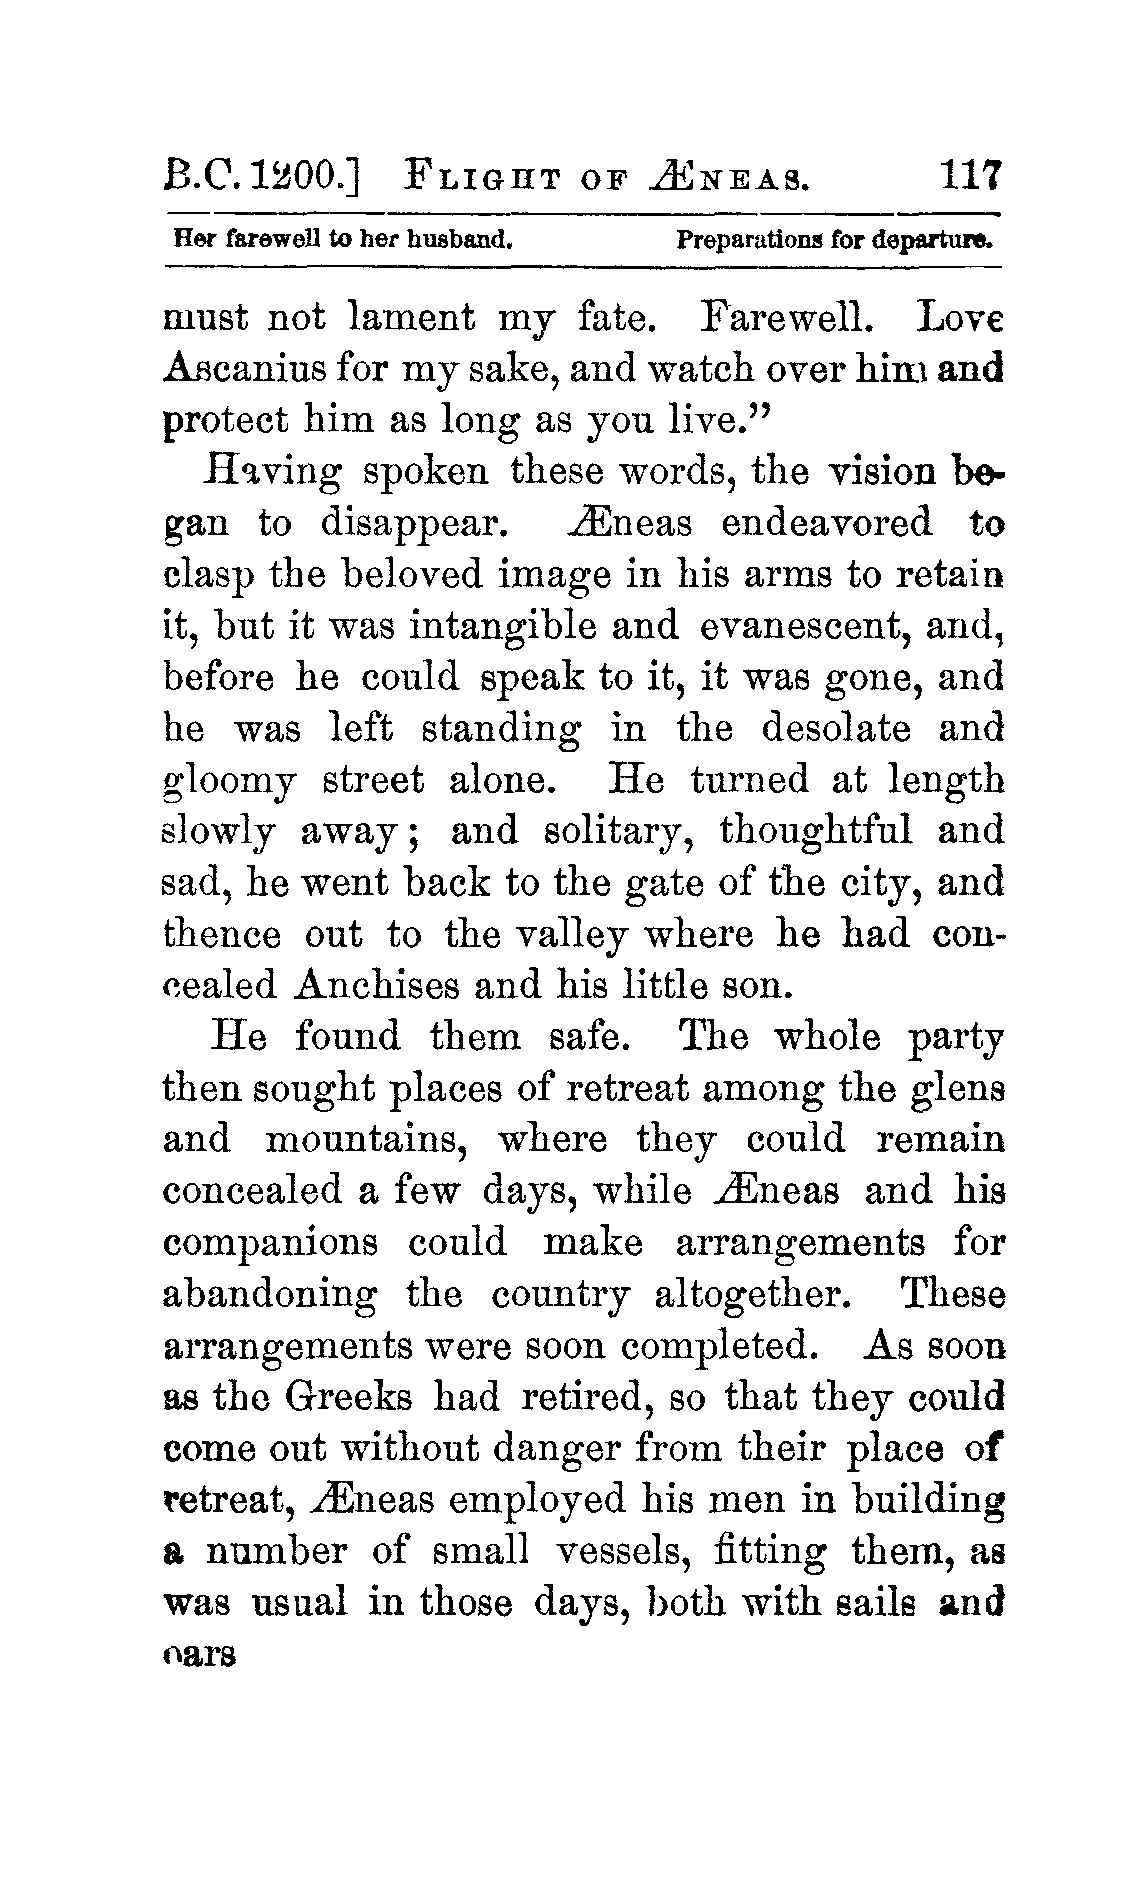 B.C. 1200.] FLIGHT OF ÆNEAS. 117
Her farewell to her husband. Preparations for departure.
must not lament my fate. Farewell. Love
Ascanius for my sake, and watch over him and
protect him as long as you live.”
Having spoken these words, the vision be-
gan to disappear. Æneas endeavored to
clasp the beloved image in his arms to retain
it, but it was intangible and evanescent, and,
before he could speak to it, it was gone, and
he was left standing in the desolate and
gloomy street alone. He turned at length
slowly away; and solitary, thoughtful and
sad, he went back to the gate of the city, and
thence out to the valley where he had con-
cealed Anchises and his little son.
He found them safe. The whole party
then sought places of retreat among the glens
and mountains, where they could remain
concealed a few days, while Æneas and his
companions could make arrangements for
abandoning the country altogether. These
arrangements were soon completed. As soon
as the Greeks had retired, so that they could
come out without danger from their place of
retreat, Æneas employed his men in building
a number of small vessels, fitting them, as
was usual in those days, both with sails and
oars